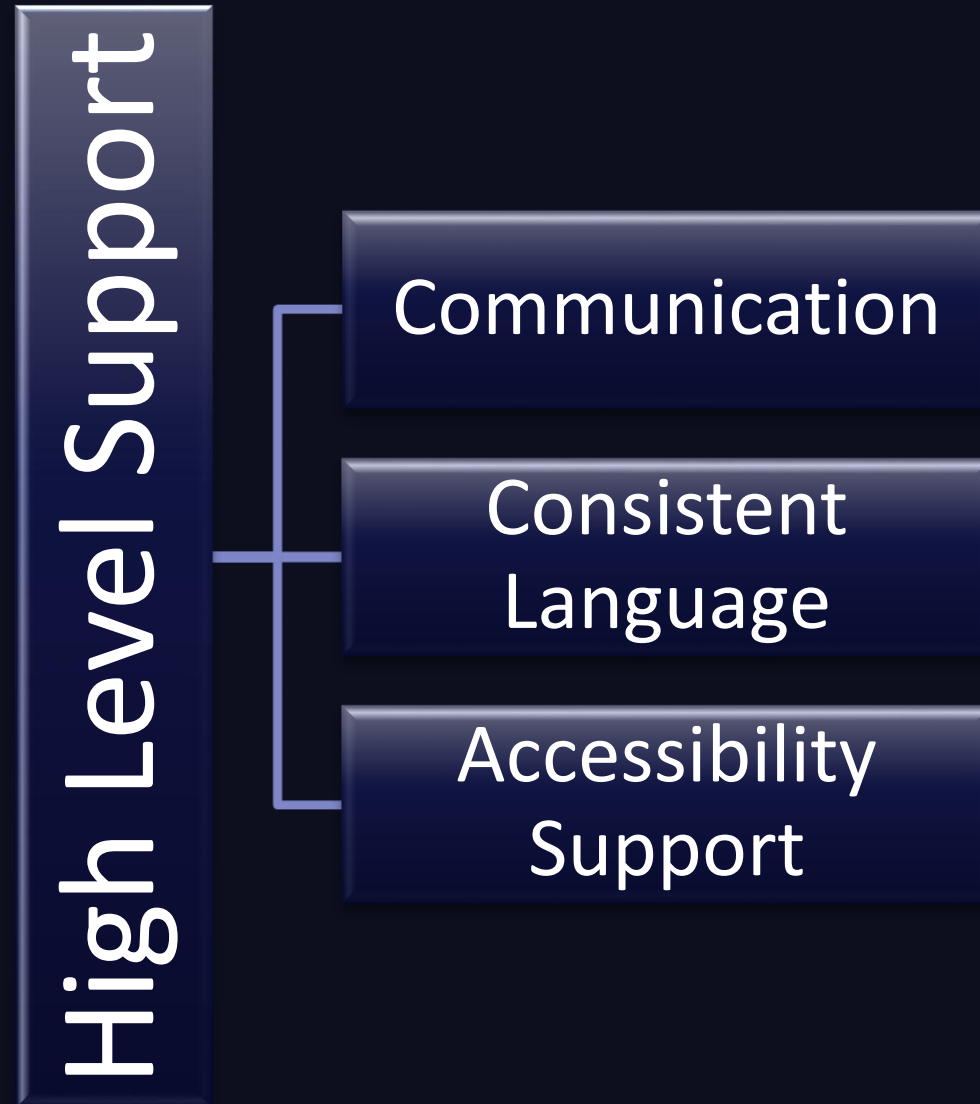 High Level Support
Communication
Consistent
Language
Accessibility
Support